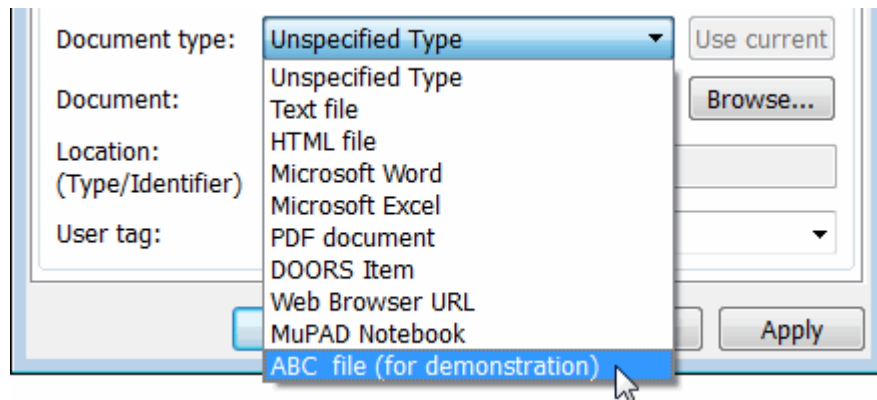 Document type: Unspecified Type Use current
Unspecified Type
Document: Text file Browse...
HTML file
Location: Microsoft Word
(Type/Identifier) Microsoft Excel
User tag: PDF document
DOORS Item
Web Browser URL
MuPAD Notebook Apply
ABC file (for demonstration)